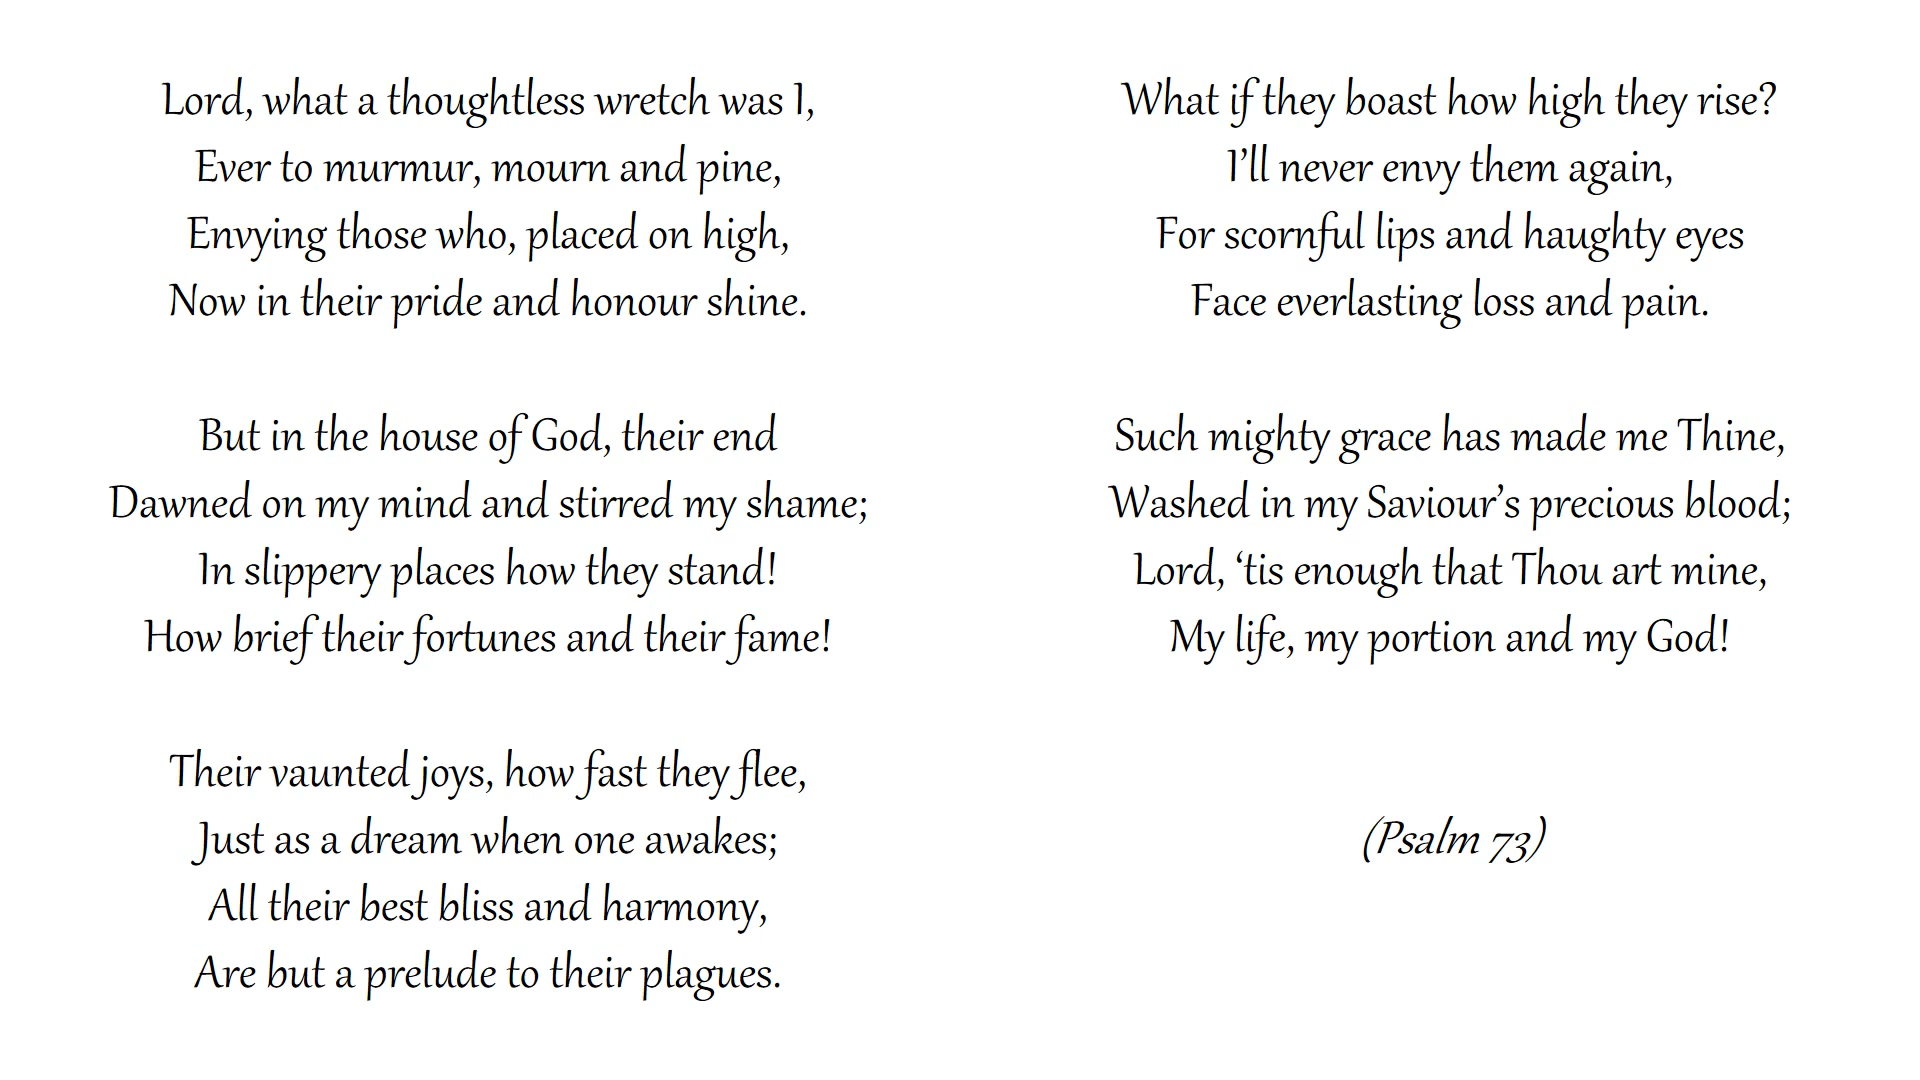 Lord, what a thoughtless wretch was I,
Ever to murmur, mourn and pine,
Envying those who, placed on high,
Now in their pride and honour shine.

But in the house of God, their end
Dawned on my mind and stirred my shame;
In slippery places how they stand!
How brief their fortunes and their fame!

Their vaunted joys, how fast they flee,
Just as a dream when one awakes;
All their best bliss and harmony,
Are but a prelude to their plagues.

What if they boast how high they rise?
I’ll never envy them again,
For scornful lips and haughty eyes
Face everlasting loss and pain.

Such mighty grace has made me Thine,
Washed in my Saviour’s precious blood;
Lord, ‘tis enough that Thou art mine,
My life, my portion and my God!

(Psalm 73)